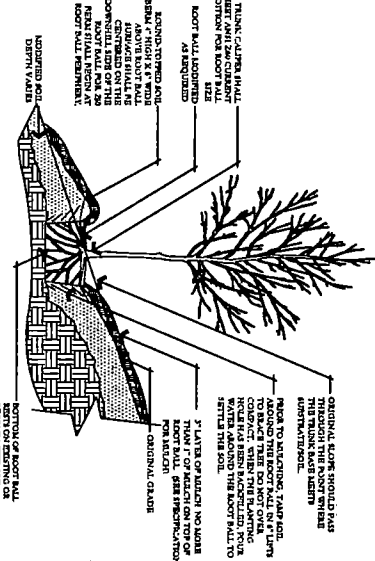 TRUNK CALIPER SHALL
MEET ANSI Z60 CURRENT
EDITION FOR ROOT BALL
SIZE
ROOT BALL MODIFIED
AS REQUIRED
ROUND-TOPPED SOIL
BERM 4" HIGH X 8" WIDE
ABOVE ROOT BALL
SURFACE SHALL BE
CENTERED ON THE
DOWNHILL SIDE OF THE
ROOT BALL FOR 240
BERM SHALL BEGIN AT
ROOT BALL PERIPHERY.
MODIFIED SOIL
DEPTH VARIES
ORIGINAL SLOPE SHOULD PASS
THROUGH THE POINT WHERE
THE TRUNK BASE MEETS
SUBSTRATE/SOIL
PRIOR TO MULCHING, TAMP SOIL
AROUND THE ROOT BALL IN 6" LIFTS
TO BRACE TREE DO NOT OVER
COMPACT. WHEN THE PLANTING
HOLE HAS BEEN BACKFILLED, POUR
WATER AROUND THE ROOT BALL TO
SETTLE THE SOIL
3" LAYER OF MULCH NO MORE
THAN 1" OF MULCH ON TOP OF
ROOT BALL (SEE SPECIFICATION
FOR MULCH)
ORIGINAL GRADE
BOTTOM OF ROOT BALL
RESTS ON EXISTING OR